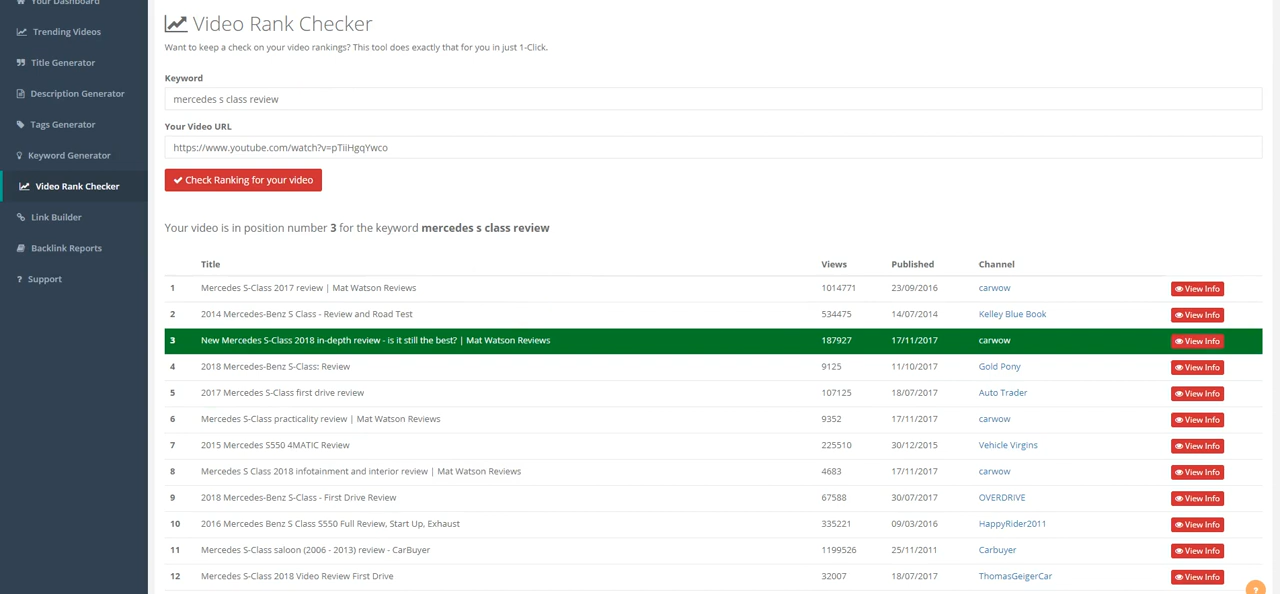 Your Dashboard
Trending Videos
Title Generator
Description Generator
Tags Generator
Keyword Generator
Video Rank Checker
Link Builder
Backlink Reports
? Support
Video Rank Checker
Want to keep a check on your video rankings? This tool does exactly that for you in just 1-Click.
Keyword
mercedes s class review
Your Video URL
https://www.youtube.com/watch?v=pTiiHgqYwco
Check Ranking for your video
Your video is in position number 3 for the keyword mercedes s class review
Title Views Published Channel
1 Mercedes S-Class 2017 review | Mat Watson Reviews 1014771 23/09/2016 carwow View Info
2 2014 Mercedes-Benz S Class - Review and Road Test 534475 14/07/2014 Kelley Blue Book View Info
3 New Mercedes S-Class 2018 in-depth review - is it still the best? | Mat Watson Reviews 187927 17/11/2017 carwow View Info
4 2018 Mercedes-Benz S-Class: Review 9125 11/10/2017 Gold Pony View Info
5 2017 Mercedes S-Class first drive review 107125 18/07/2017 Auto Trader View Info
6 Mercedes S-Class practicality review | Mat Watson Reviews 9352 17/11/2017 carwow View Info
7 2015 Mercedes S550 4MATIC Review 225510 30/12/2015 Vehicle Virgins View Info
8 Mercedes S Class 2018 infotainment and interior review | Mat Watson Reviews 4683 17/11/2017 carwow View Info
9 2018 Mercedes-Benz S-Class - First Drive Review 67588 30/07/2017 OVERDRIVE View Info
10 2016 Mercedes Benz S Class S550 Full Review, Start Up, Exhaust 335221 09/03/2016 HappyRider2011 View Info
11 Mercedes S-Class saloon (2006 - 2013) review - CarBuyer 1199526 25/11/2011 Carbuyer View Info
12 Mercedes S-Class 2018 Video Review First Drive 32007 18/07/2017 ThomasGeigerCar View Info
?